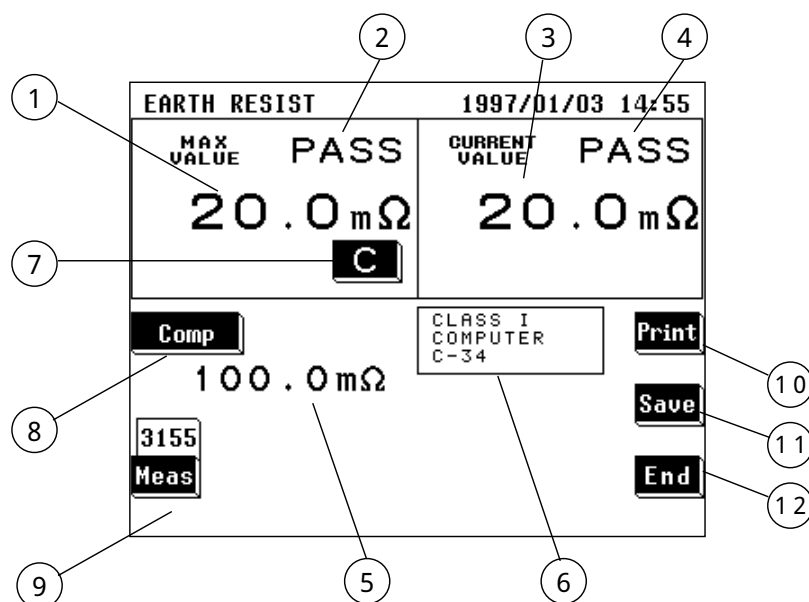 2
3
4
1
EARTH RESIST 1997/01/03 14:55
MAX VALUE PASS
CURRENT VALUE PASS
20.0mΩ
20.0mΩ
7
C
Comp
CLASS I
COMPUTER
C-34
Print
100.0mΩ
10
8
Save
11
3155
Meas
End
12
9
5
6